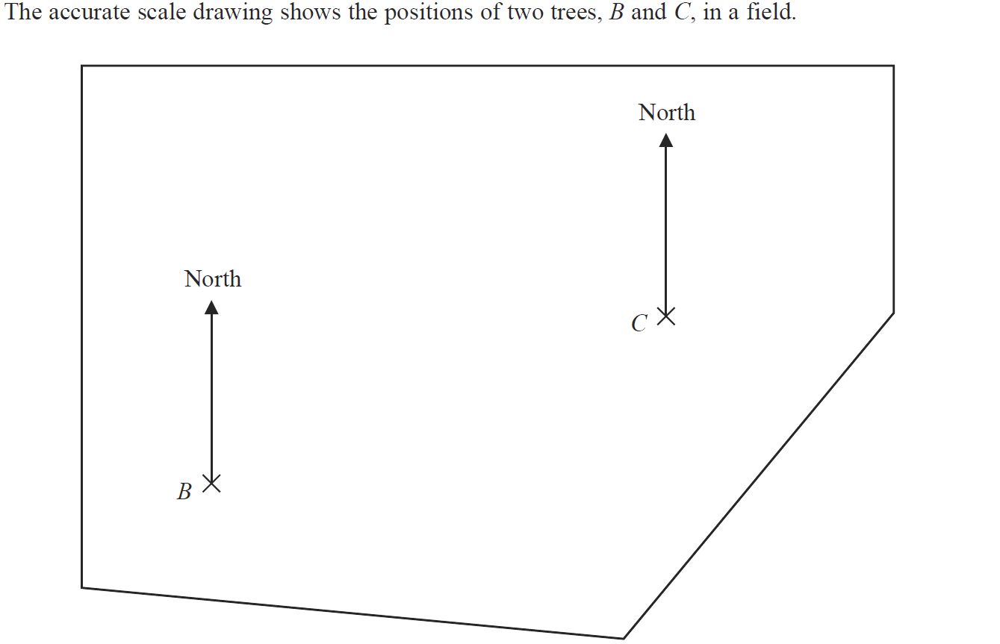 The accurate scale drawing shows the positions of two trees, B and C, in a field.
North
North
C
B